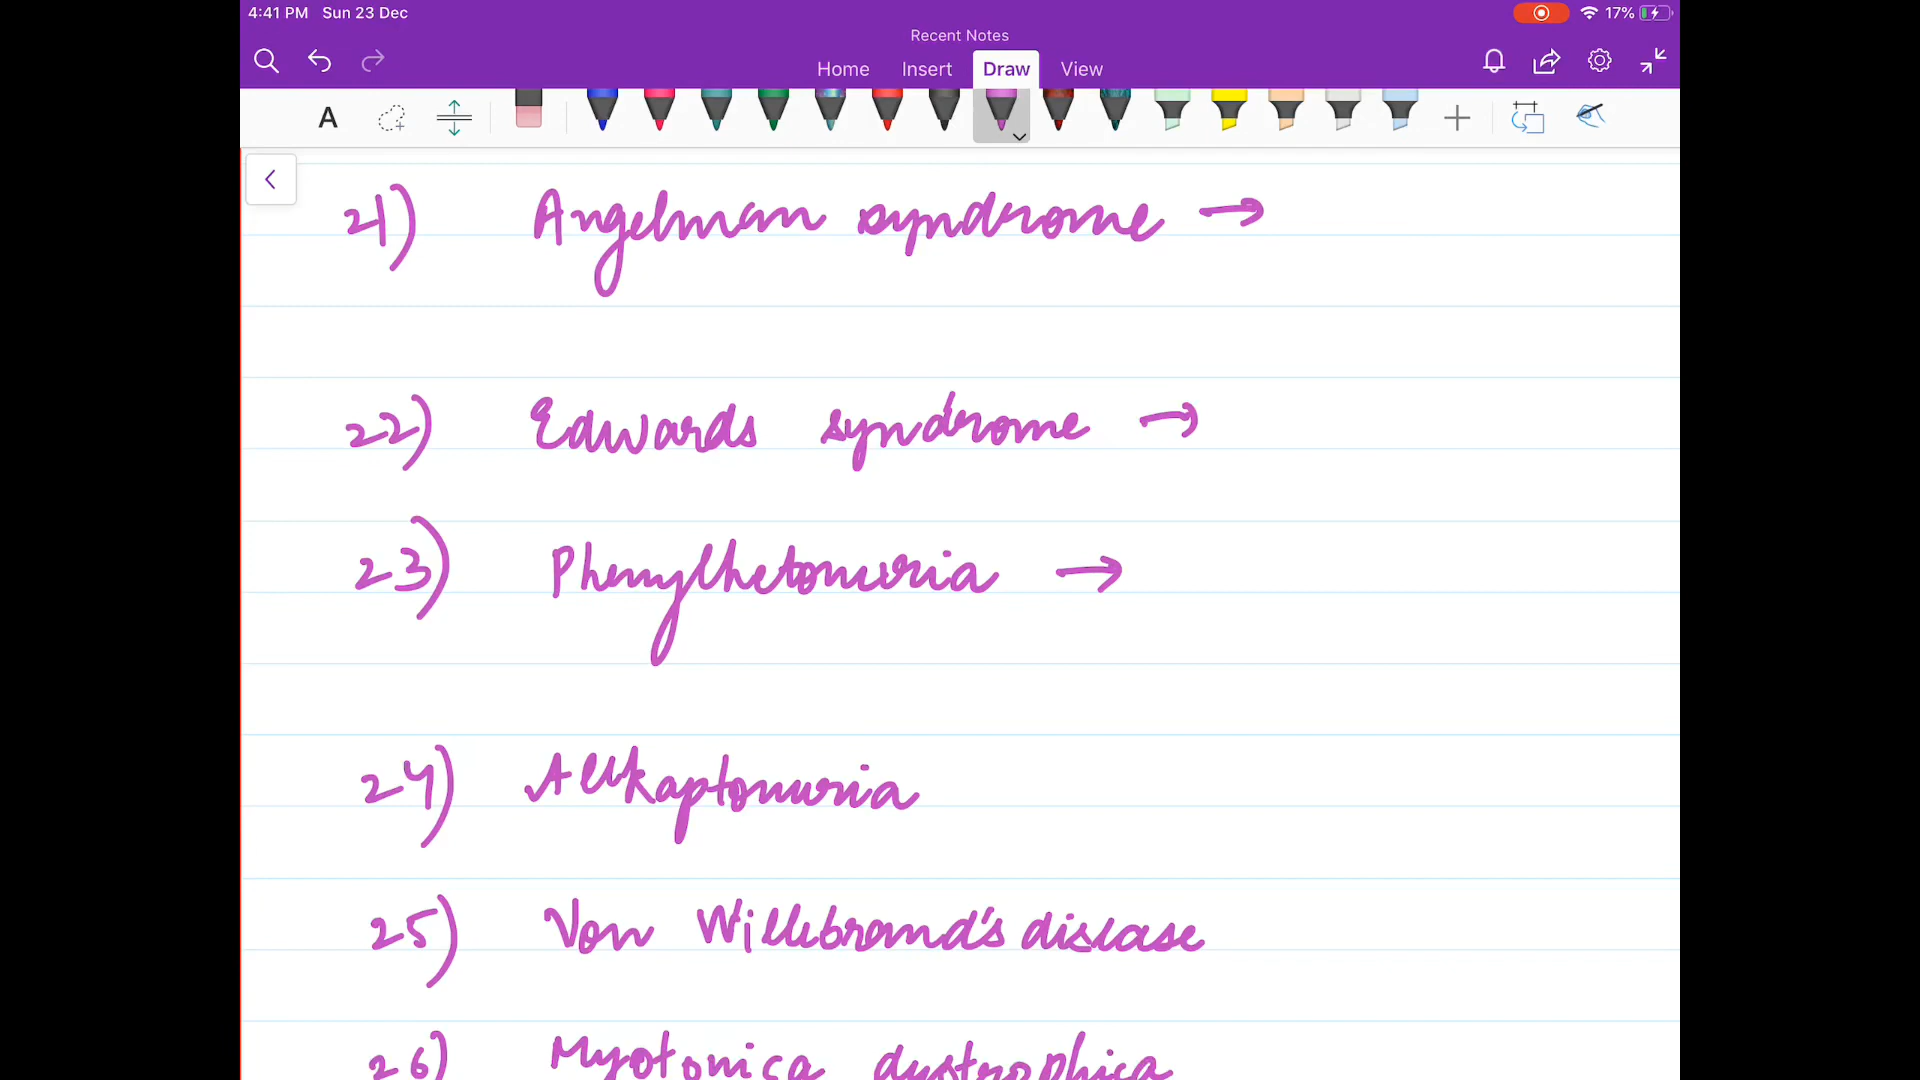 4:41 PM Sun 23 Dec 17%
Recent Notes
Home Insert Draw View
A
21) Angelman syndrome →
22) Edwards syndrome →
23) Phenylketonuria →
24) Alkaptonuria
25) Von Willebrand's disease
26) Myotonica dystrophica